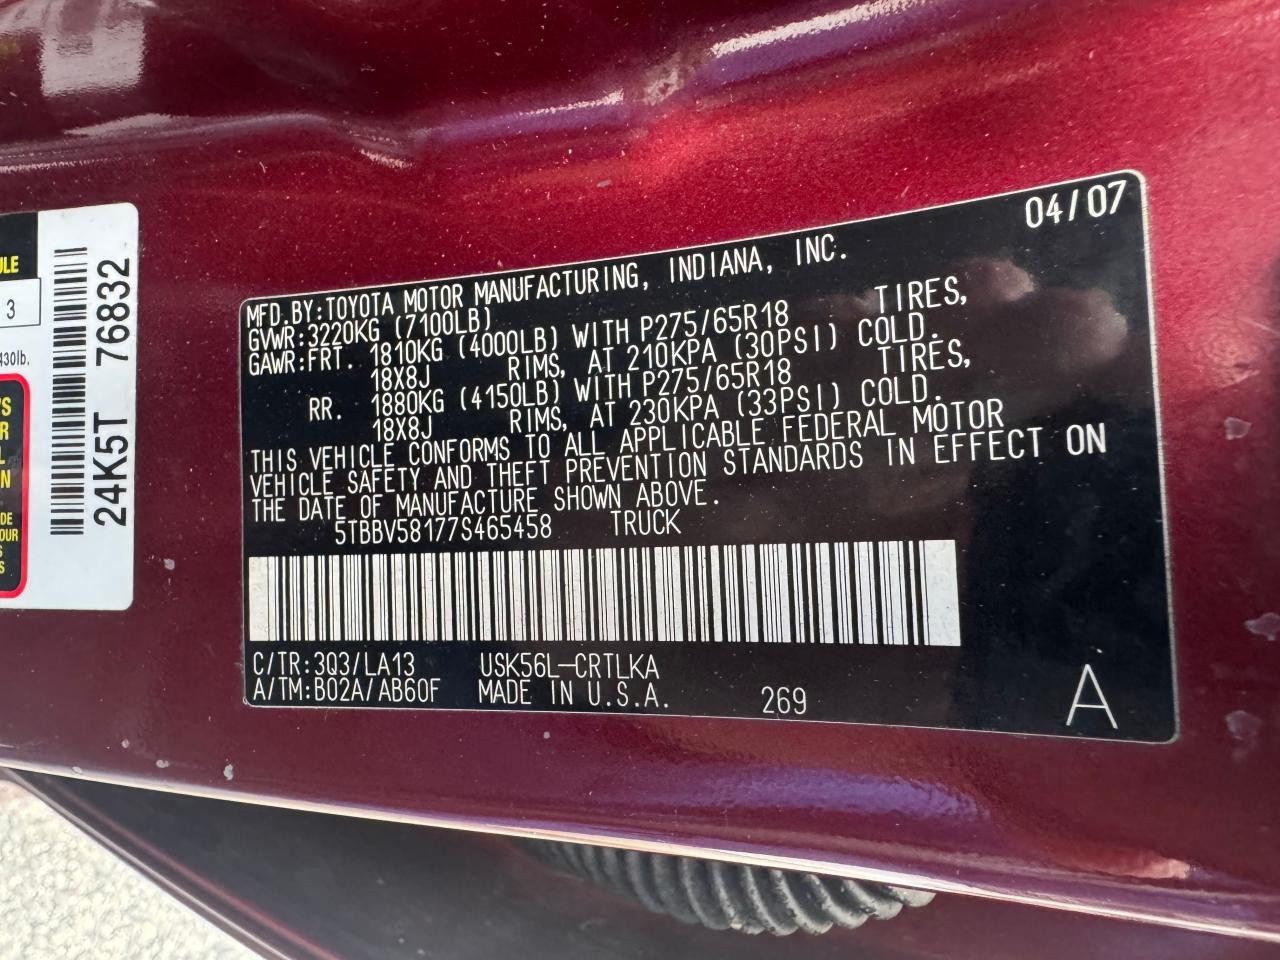 04/07
MFD.BY:TOYOTA MOTOR MANUFACTURING, INDIANA, INC.
GVWR:3220KG (7100LB)
GAWR:FRT. 1810KG (4000LB) WITH P275/65R18 TIRES,
18X8J RIMS, AT 210KPA (30PSI) COLD.
RR. 1880KG (4150LB) WITH P275/65R18 TIRES,
18X8J RIMS, AT 230KPA (33PSI) COLD.
THIS VEHICLE CONFORMS TO ALL APPLICABLE FEDERAL MOTOR
VEHICLE SAFETY AND THEFT PREVENTION STANDARDS IN EFFECT ON
THE DATE OF MANUFACTURE SHOWN ABOVE.
5TBBV58177S465458 TRUCK
C/TR:3Q3/LA13 USK56L-CRTLKA
A/TM:B02A/AB60F MADE IN U.S.A. 269
A
24K5T 76832
3
430lb.